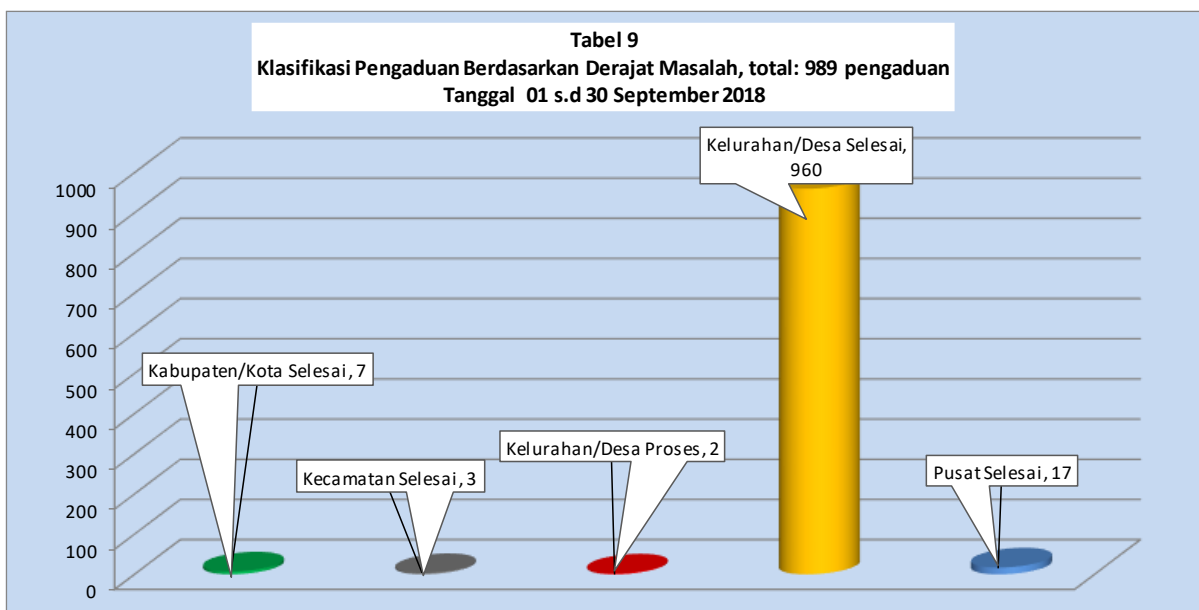 Tabel 9
Klasifikasi Pengaduan Berdasarkan Derajat Masalah, total: 989 pengaduan
Tanggal 01 s.d 30 September 2018
Kelurahan/Desa Selesai,
960
1000
900
800
700
600
500
400
300
200
100
0
Kabupaten/Kota Selesai, 7
Kecamatan Selesai, 3
Kelurahan/Desa Proses, 2
Pusat Selesai, 17